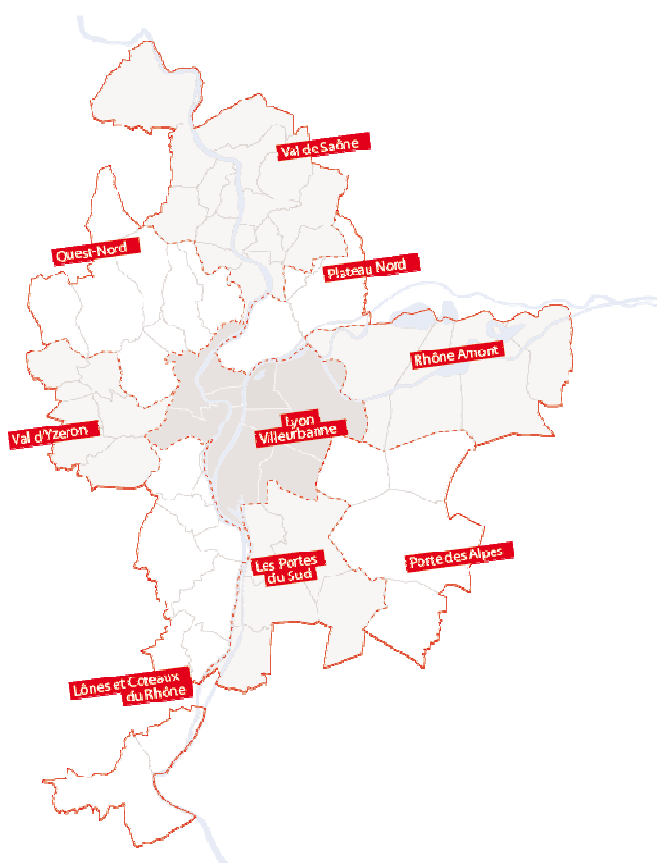 Val de Saône
Ouest-Nord
Plateau Nord
Rhône Amont
Lyon
Villeurbanne
Val d'Yzeron
Les Portes
du Sud
Porte des Alpes
Lônes et Coteaux
du Rhône